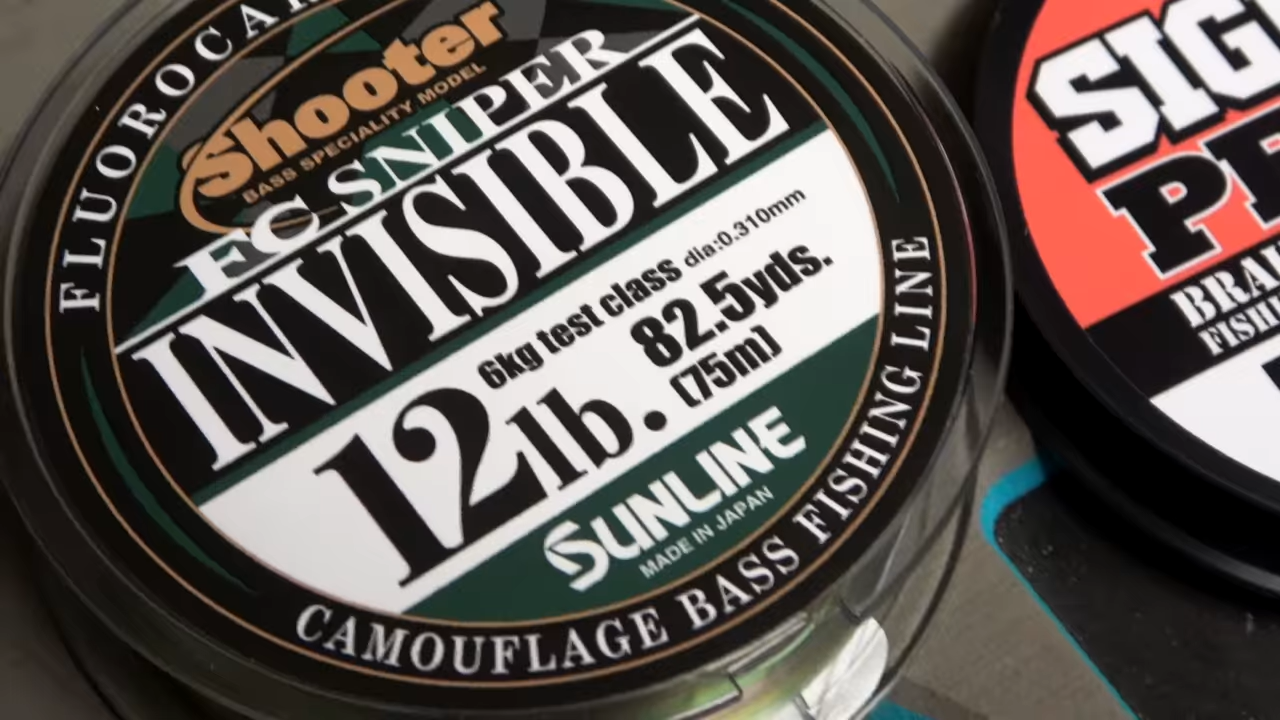 FLUOROCAR
Shooter
BASS SPECIALITY MODEL
FC SNIPER
INVISIBLE
6kg test class dia:0.310mm
12lb. 82.5yds.
(75m)
SUNLINE
MADE IN JAPAN
CAMOUFLAGE BASS FISHING LINE
SIG
PE
BRAI
FISHI